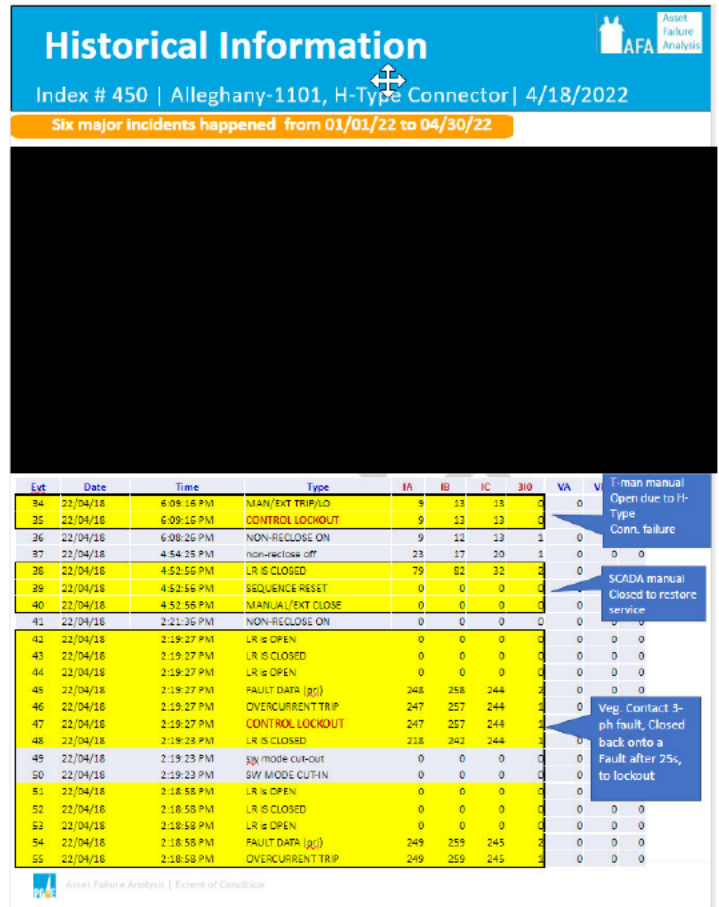 Historical Information
AFA
Asset
Failure
Analysis
Index # 450 | Alleghany-1101, H-Type Connector| 4/18/2022
Six major incidents happened from 01/01/22 to 04/30/22
Evt Date Time Type IA IB IC 3I0 VA
34 22/04/18 6:09:16 PM MAN/EXT TRIP/LO 9 13 13 0 0
35 22/04/18 6:09:16 PM CONTROL LOCKOUT 9 13 13 0
36 22/04/18 6:08:26 PM NON-RECLOSE ON 9 12 13 1 0
37 22/04/18 4:54:25 PM non-reclose off 23 17 20 1 0 0 0
38 22/04/18 4:52:56 PM LR IS CLOSED 79 82 32 2 0
39 22/04/18 4:52:56 PM SEQUENCE RESET 0 0 0 0
40 22/04/18 4:52:56 PM MANUAL/EXT CLOSE 0 0 0 0 0
41 22/04/18 2:21:36 PM NON-RECLOSE ON 0 0 0 0 0 0 0
42 22/04/18 2:19:27 PM LR is OPEN 0 0 0 0 0 0 0
43 22/04/18 2:19:27 PM LR IS CLOSED 0 0 0 0 0 0 0
44 22/04/18 2:19:27 PM LR is OPEN 0 0 0 0 0 0 0
45 22/04/18 2:19:27 PM FAULT DATA (pri) 248 258 244 2 0 0 0
46 22/04/18 2:19:27 PM OVERCURRENT TRIP 247 257 244 1 0
47 22/04/18 2:19:27 PM CONTROL LOCKOUT 247 257 244 1
48 22/04/18 2:19:23 PM LR IS CLOSED 218 242 244 1 0
49 22/04/18 2:19:23 PM sw mode cut-out 0 0 0 0 0
50 22/04/18 2:19:23 PM SW MODE CUT-IN 0 0 0 0 0
51 22/04/18 2:18:58 PM LR is OPEN 0 0 0 0 0
52 22/04/18 2:18:58 PM LR IS CLOSED 0 0 0 0 0 0 0
53 22/04/18 2:18:58 PM LR is OPEN 0 0 0 0 0 0 0
54 22/04/18 2:18:58 PM FAULT DATA (pri) 249 259 245 2 0 0 0
55 22/04/18 2:18:58 PM OVERCURRENT TRIP 249 259 245 1 0 0 0
T-man manual
Open due to H-
Type
Conn. failure
SCADA manual
Closed to restore
service
Veg. Contact 3-
ph fault, Closed
back onto a
Fault after 25s,
to lockout
PG&E
Asset Failure Analysis | Extent of Condition